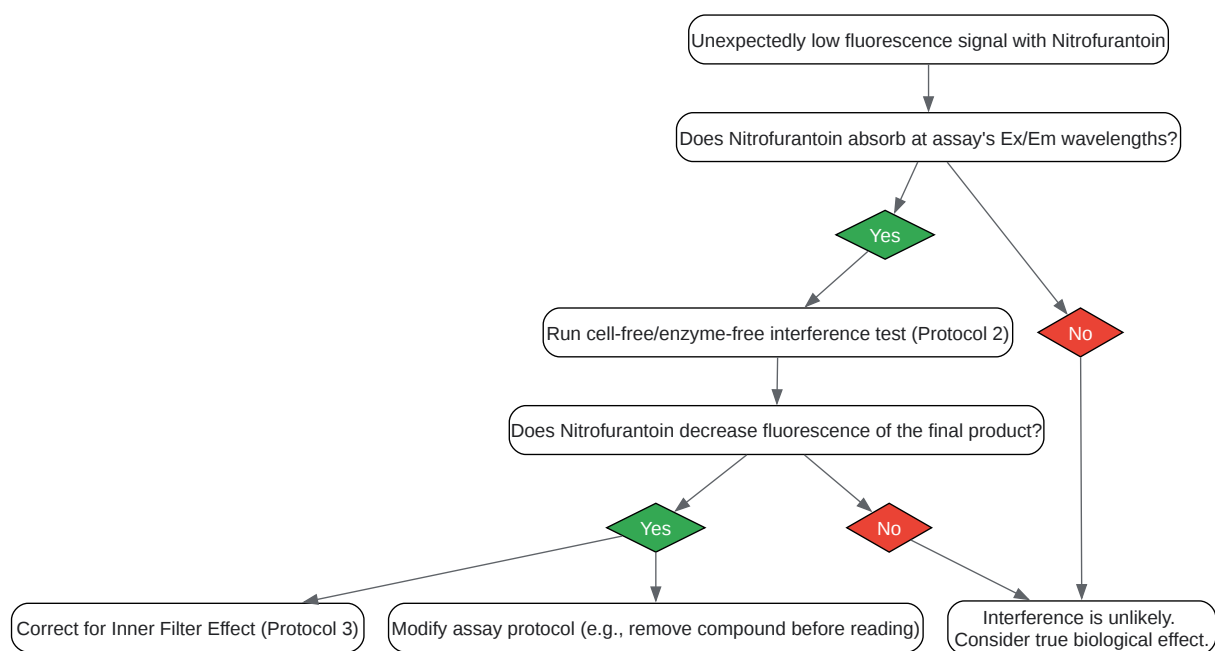 Unexpectedly low fluorescence signal with Nitrofurantoin
Does Nitrofurantoin absorb at assay's Ex/Em wavelengths?
Yes
Run cell-free/enzyme-free interference test (Protocol 2)
No
Does Nitrofurantoin decrease fluorescence of the final product?
Yes
No
Correct for Inner Filter Effect (Protocol 3)
Modify assay protocol (e.g., remove compound before reading)
Interference is unlikely.
Consider true biological effect.